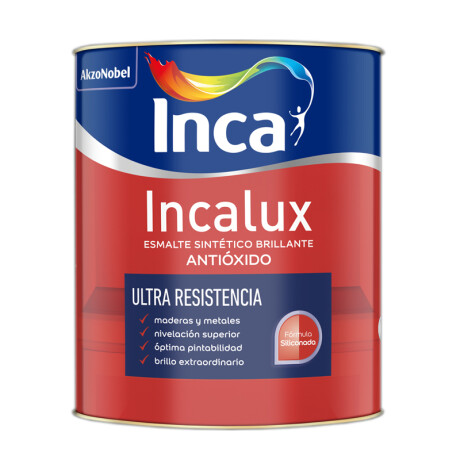 AkzoNobel
Inca
Incalux
ESMALTE SINTÉTICO BRILLANTE
ANTIÓXIDO
ULTRA RESISTENCIA
maderas y metales
nivelación superior
óptima pintabilidad
brillo extraordinario
Fórmula
Siliconada